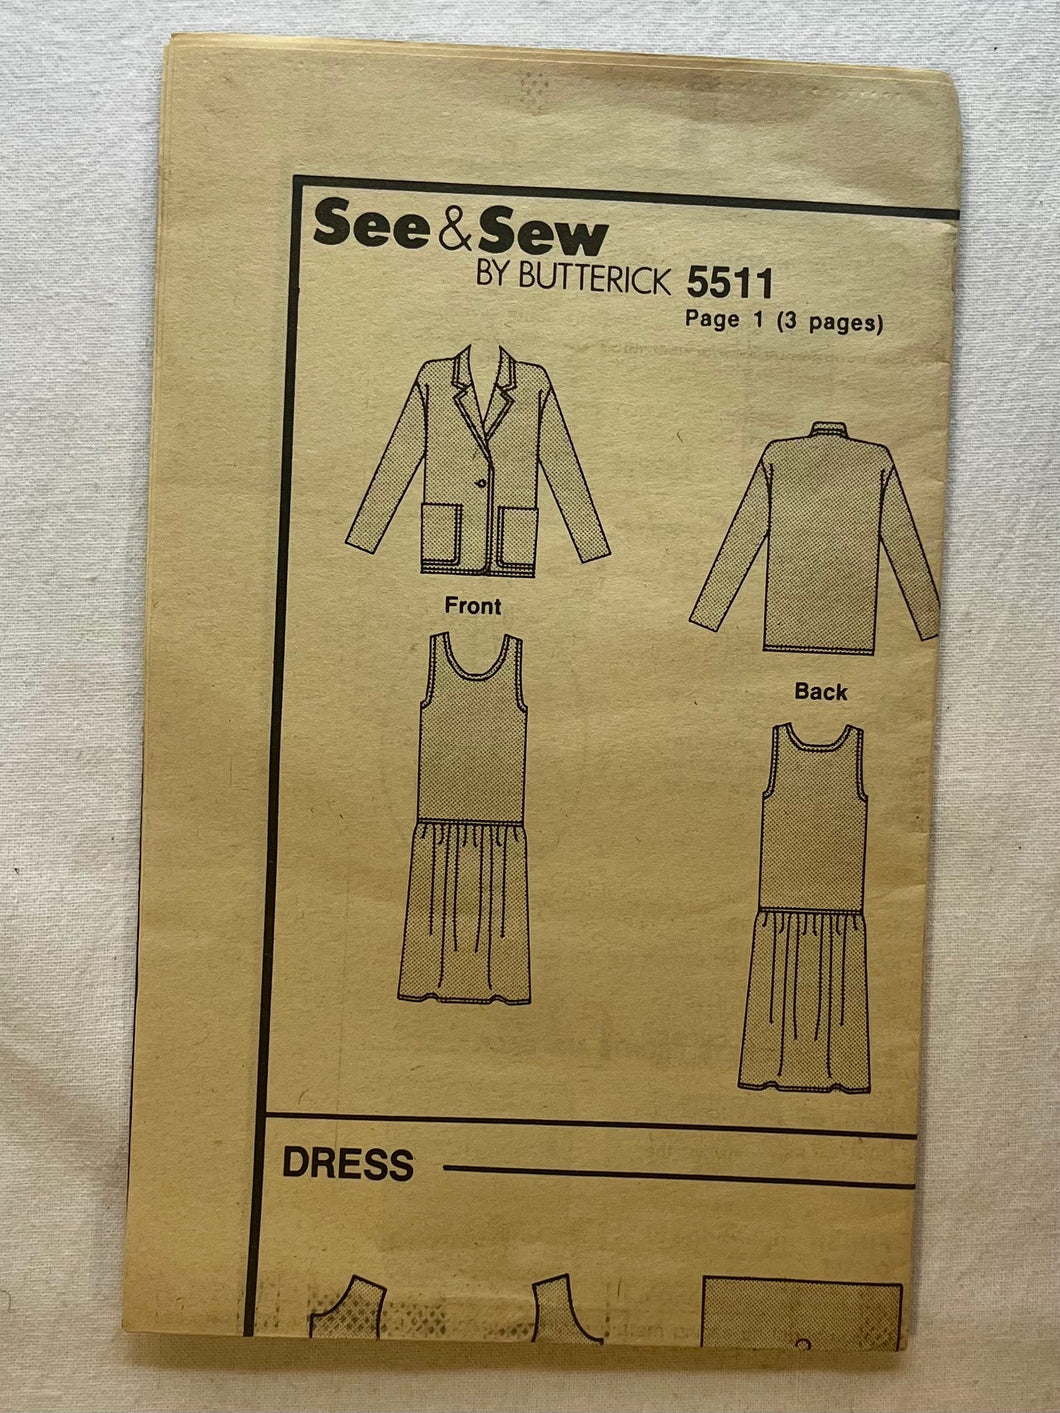 See & Sew
BY BUTTERICK 5511
Page 1 (3 pages)
Front
Back
DRESS